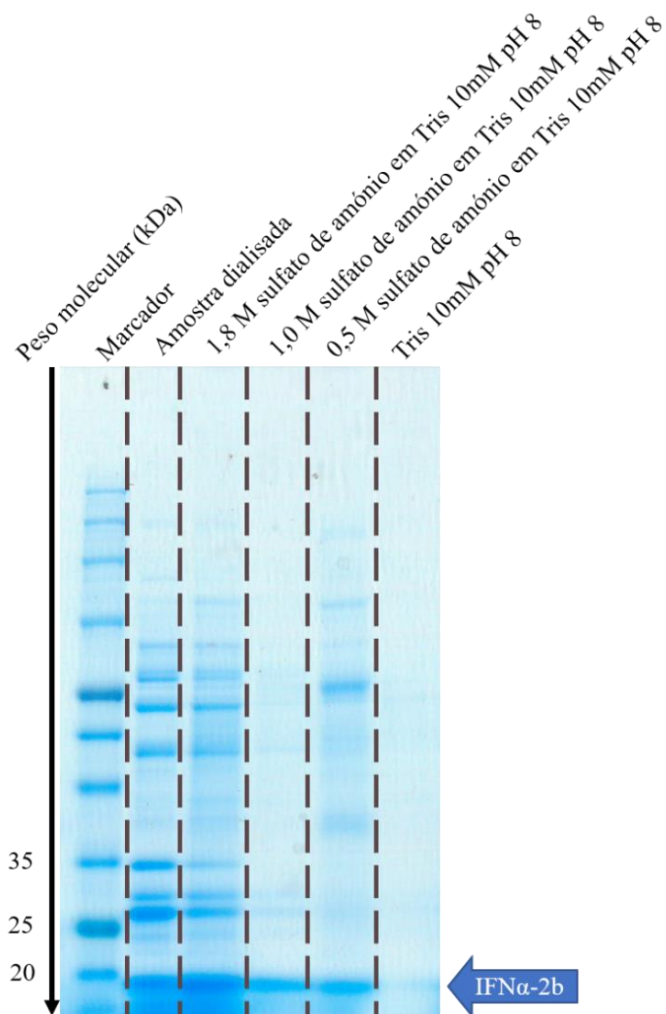 Peso molecular (kDa)
Marcador
Amostra dialisada
1,8 M sulfato de amónio em Tris 10mM pH 8
1,0 M sulfato de amónio em Tris 10mM pH 8
0,5 M sulfato de amónio em Tris 10mM pH 8
Tris 10mM pH 8
35
25
20
IFNα-2b